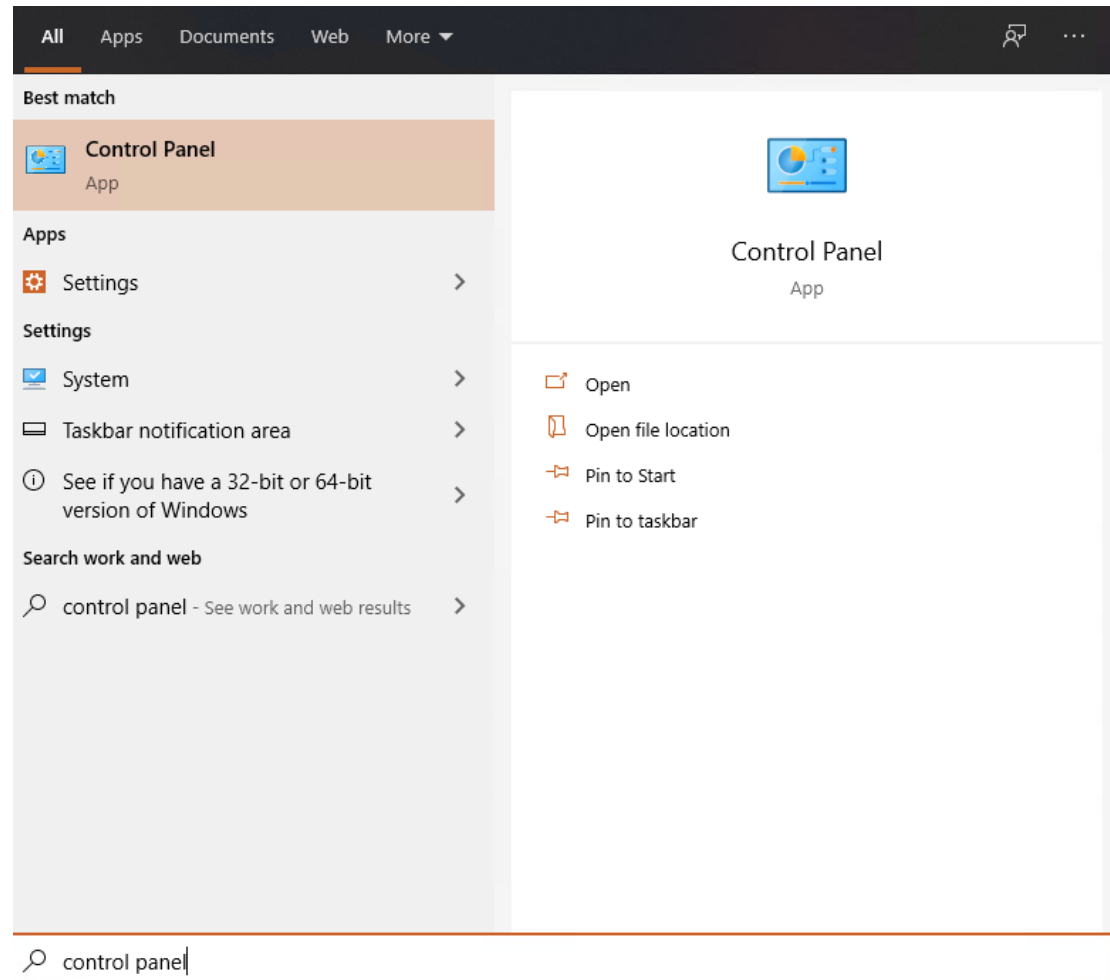 All Apps Documents Web More
Best match
Control Panel
App
Apps
Settings
Settings
System
Taskbar notification area
See if you have a 32-bit or 64-bit
version of Windows
Search work and web
control panel - See work and web results
Control Panel
App
Open
Open file location
Pin to Start
Pin to taskbar
control panel